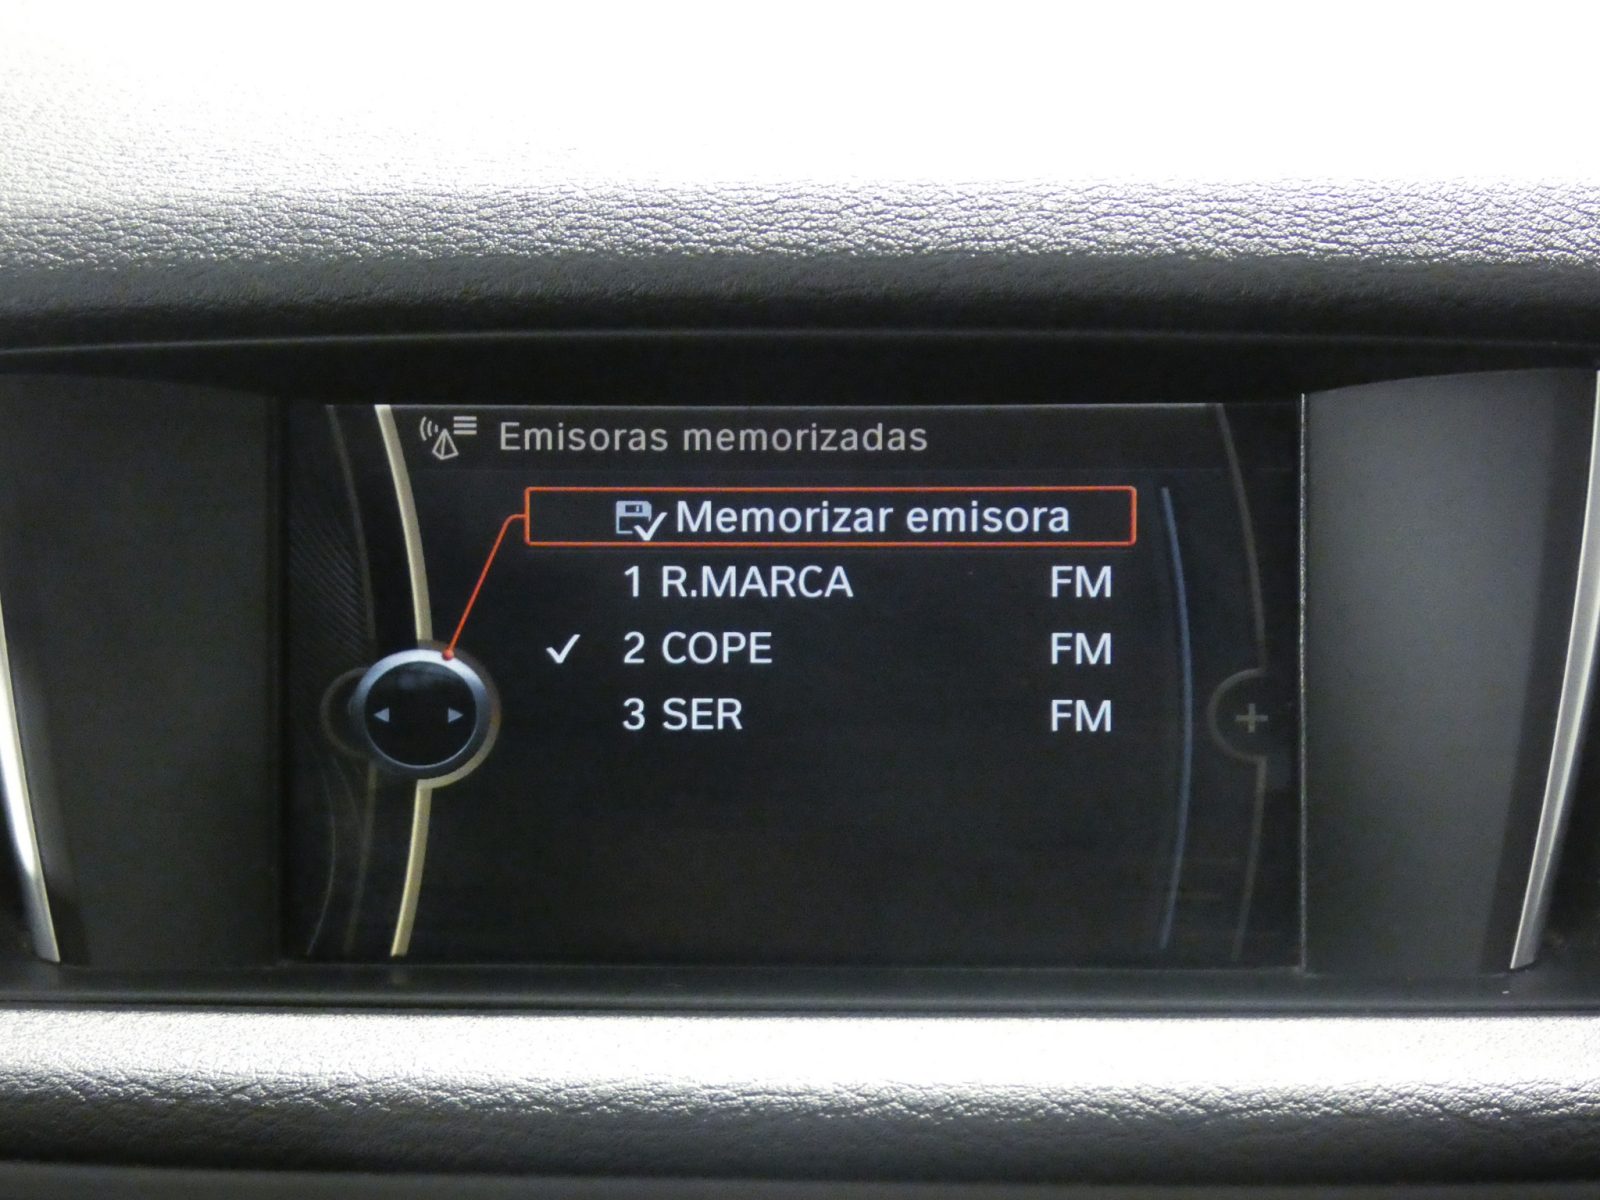 Emisoras memorizadas
Memorizar emisora
1 R.MARCA FM
2 COPE FM
3 SER FM